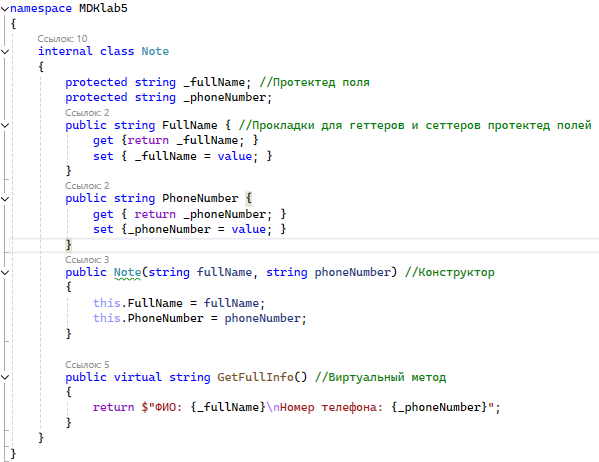 namespace MDKlab5
{
Ссылок: 10
internal class Note
{
protected string _fullName; //Протектед поля
protected string _phoneNumber;
Ссылок: 2
public string FullName { //Прокладки для геттеров и сеттеров протектед полей
get {return _fullName; }
set { _fullName = value; }
}
Ссылок: 2
public string PhoneNumber {
get { return _phoneNumber; }
set {_phoneNumber = value; }
}
Ссылок: 3
public Note(string fullName, string phoneNumber) //Конструктор
{
this.FullName = fullName;
this.PhoneNumber = phoneNumber;
}
Ссылок: 5
public virtual string GetFullInfo() //Виртуальный метод
{
return $"ФИО: {_fullName}\nНомер телефона: {_phoneNumber}";
}
}
}